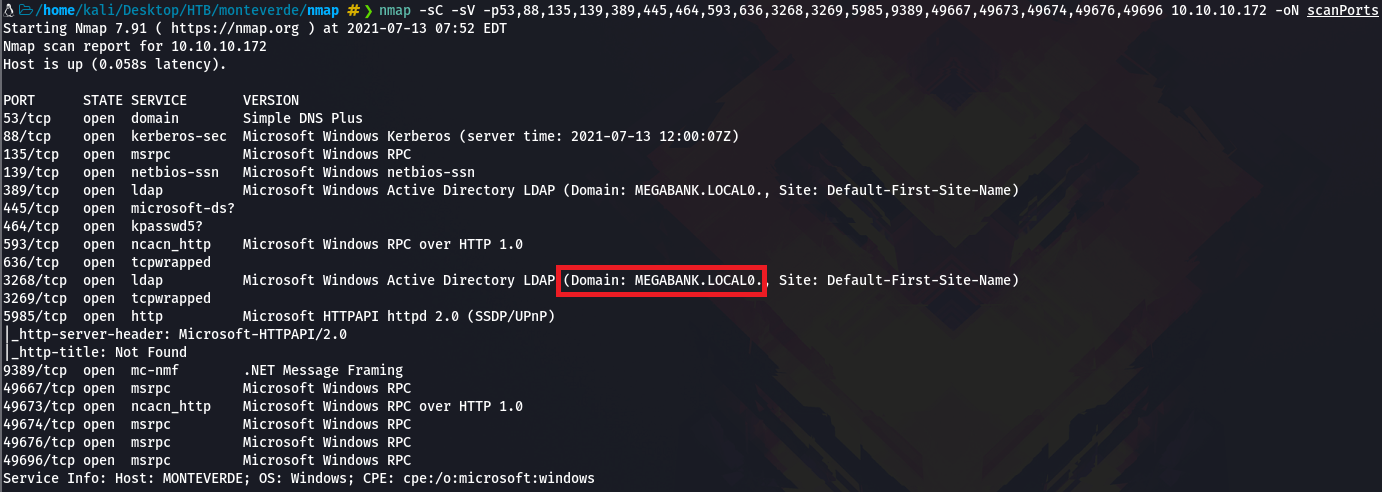 /home/kali/Desktop/HTB/monteverde/nmap # ❯ nmap -sC -sV -p53,88,135,139,389,445,464,593,636,3268,3269,5985,9389,49667,49673,49674,49676,49696 10.10.10.172 -oN scanPorts
Starting Nmap 7.91 ( https://nmap.org ) at 2021-07-13 07:52 EDT
Nmap scan report for 10.10.10.172
Host is up (0.058s latency).
PORT      STATE SERVICE       VERSION
53/tcp    open  domain        Simple DNS Plus
88/tcp    open  kerberos-sec  Microsoft Windows Kerberos (server time: 2021-07-13 12:00:07Z)
135/tcp   open  msrpc         Microsoft Windows RPC
139/tcp   open  netbios-ssn   Microsoft Windows netbios-ssn
389/tcp   open  ldap          Microsoft Windows Active Directory LDAP (Domain: MEGABANK.LOCAL0., Site: Default-First-Site-Name)
445/tcp   open  microsoft-ds?
464/tcp   open  kpasswd5?
593/tcp   open  ncacn_http    Microsoft Windows RPC over HTTP 1.0
636/tcp   open  tcpwrapped
3268/tcp  open  ldap          Microsoft Windows Active Directory LDAP (Domain: MEGABANK.LOCAL0., Site: Default-First-Site-Name)
3269/tcp  open  tcpwrapped
5985/tcp  open  http          Microsoft HTTPAPI httpd 2.0 (SSDP/UPnP)
|_http-server-header: Microsoft-HTTPAPI/2.0
|_http-title: Not Found
9389/tcp  open  mc-nmf        .NET Message Framing
49667/tcp open  msrpc         Microsoft Windows RPC
49673/tcp open  ncacn_http    Microsoft Windows RPC over HTTP 1.0
49674/tcp open  msrpc         Microsoft Windows RPC
49676/tcp open  msrpc         Microsoft Windows RPC
49696/tcp open  msrpc         Microsoft Windows RPC
Service Info: Host: MONTEVERDE; OS: Windows; CPE: cpe:/o:microsoft:windows